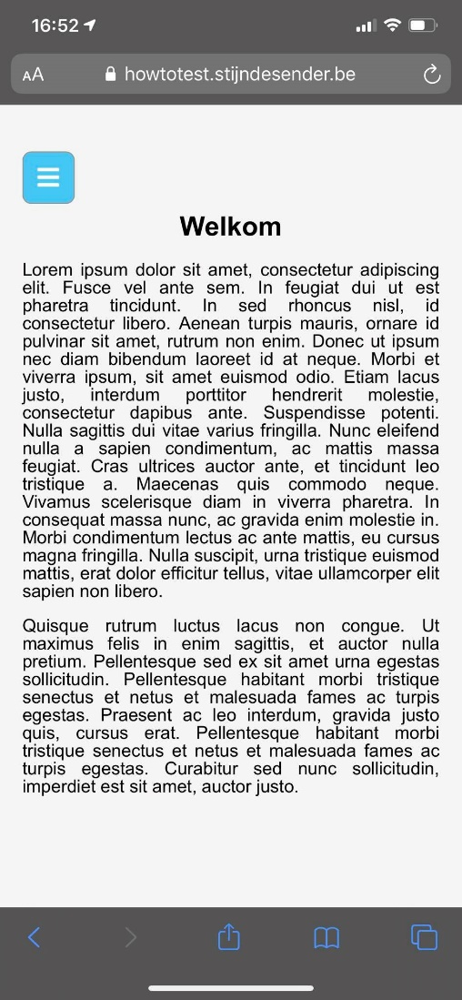 16:52
AA howtotest.stijndesender.be
Welkom
Lorem ipsum dolor sit amet, consectetur adipiscing
elit. Fusce vel ante sem. In feugiat dui ut est
pharetra tincidunt. In sed rhoncus nisl, id
consectetur libero. Aenean turpis mauris, ornare id
pulvinar sit amet, rutrum non enim. Donec ut ipsum
nec diam bibendum laoreet id at neque. Morbi et
viverra ipsum, sit amet euismod odio. Etiam lacus
justo, interdum porttitor hendrerit molestie,
consectetur dapibus ante. Suspendisse potenti.
Nulla sagittis dui vitae varius fringilla. Nunc eleifend
nulla a sapien condimentum, ac mattis massa
feugiat. Cras ultrices auctor ante, et tincidunt leo
tristique a. Maecenas quis commodo neque.
Vivamus scelerisque diam in viverra pharetra. In
consequat massa nunc, ac gravida enim molestie in.
Morbi condimentum lectus ac ante mattis, eu cursus
magna fringilla. Nulla suscipit, urna tristique euismod
mattis, erat dolor efficitur tellus, vitae ullamcorper elit
sapien non libero.
Quisque rutrum luctus lacus non congue. Ut
maximus felis in enim sagittis, et auctor nulla
pretium. Pellentesque sed ex sit amet urna egestas
sollicitudin. Pellentesque habitant morbi tristique
senectus et netus et malesuada fames ac turpis
egestas. Praesent ac leo interdum, gravida justo
quis, cursus erat. Pellentesque habitant morbi
tristique senectus et netus et malesuada fames ac
turpis egestas. Curabitur sed nunc sollicitudin,
imperdiet est sit amet, auctor justo.